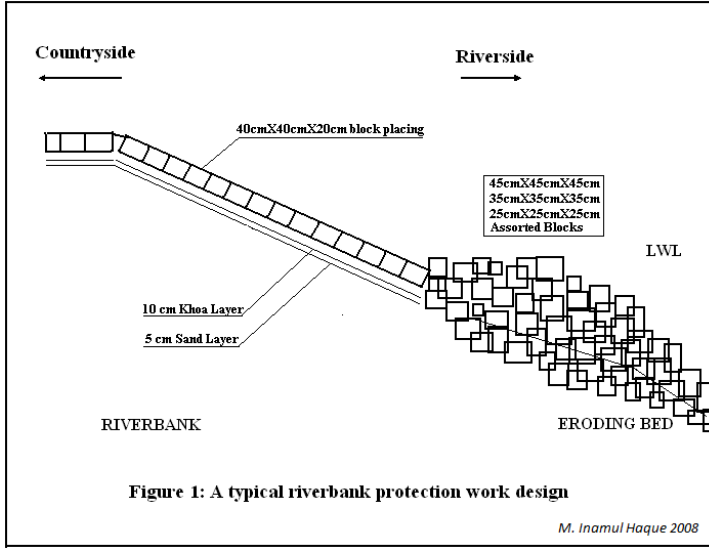 Countryside
Riverside
40cmX40cmX20cm block placing
45cmX45cmX45cm
35cmX35cmX35cm
25cmX25cmX25cm
Assorted Blocks
LWL
10 cm Khoa Layer
5 cm Sand Layer
RIVERBANK
ERODING BED
Figure 1: A typical riverbank protection work design
M. Inamul Haque 2008